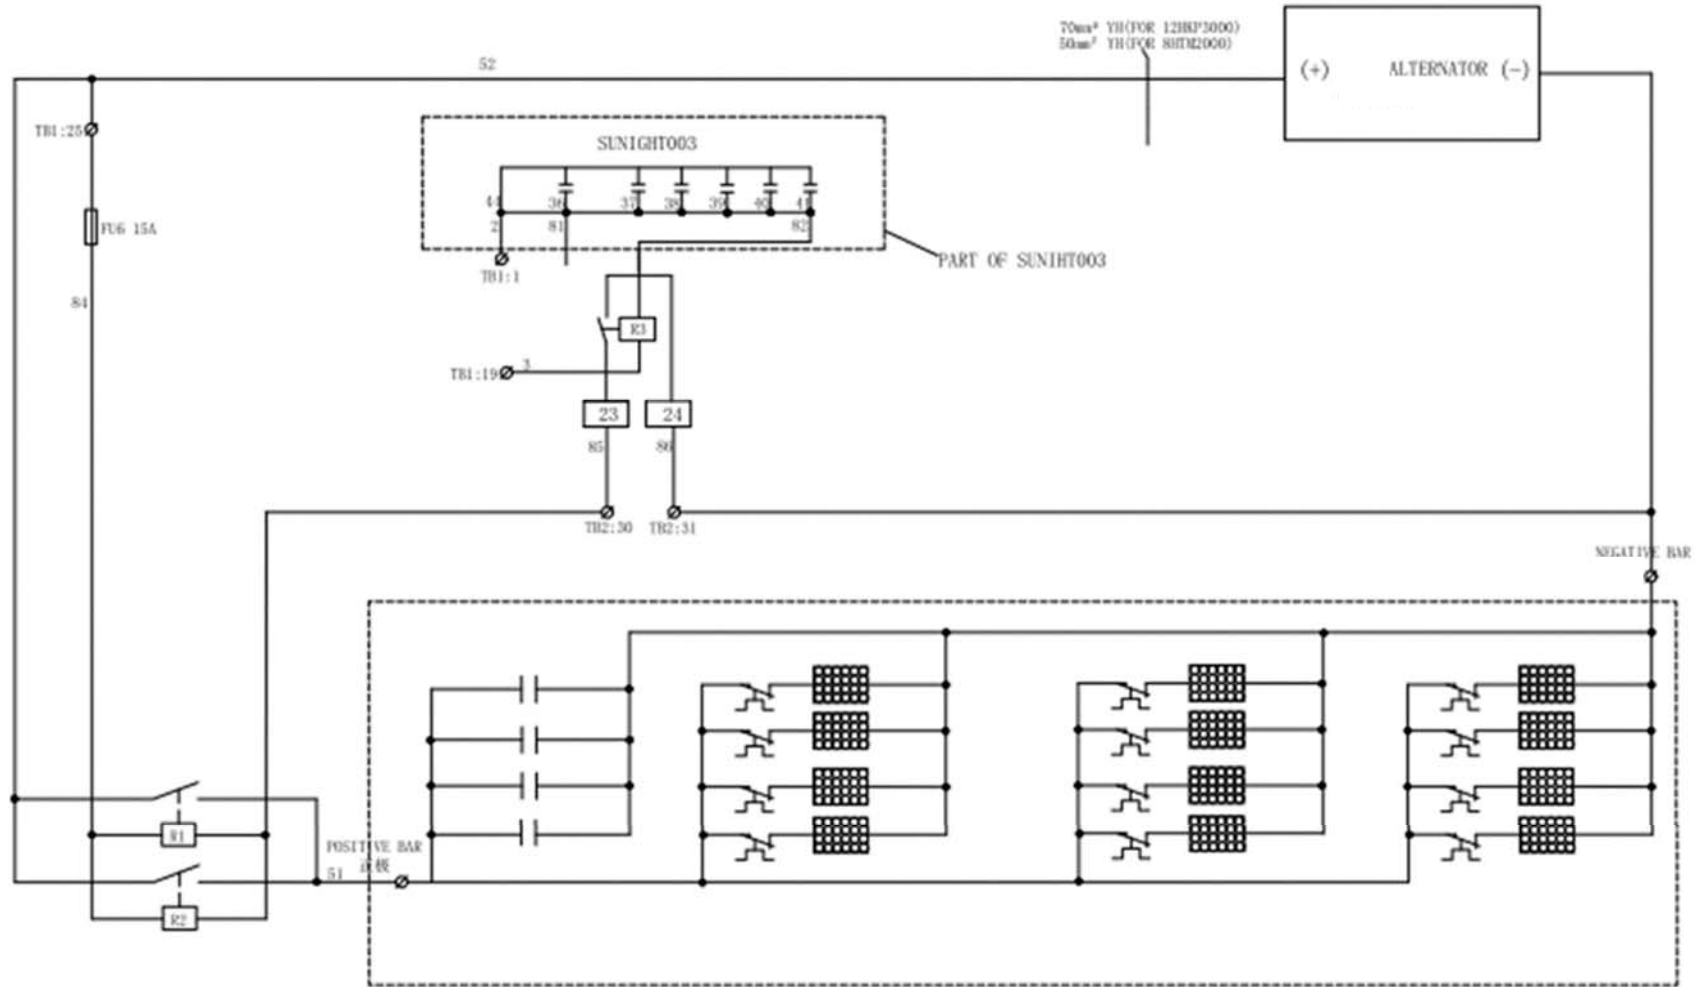 70mm² YH(FOR 12HKP3000)
50mm² YH(FOR 8HTM2000)
52
(+) ALTERNATOR (-)
TB1:25
SUNIGHT003
44 36 37 38 39 40 41
2 81 82
FU6 15A
PART OF SUNIHT003
TB1:1
84
R3
TB1:19 3
23 24
85 86
TB2:30 TB2:31
NEGATIVE BAR
R1
POSITIVE BAR
51
R2